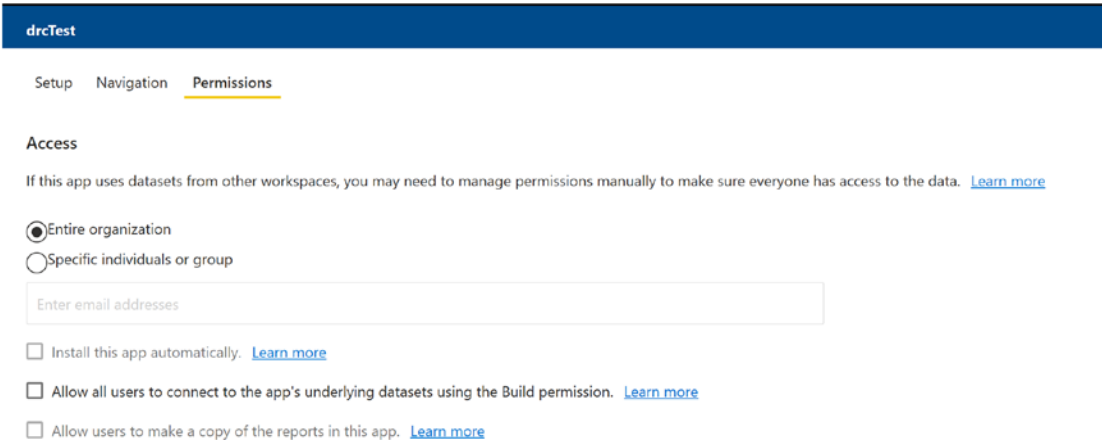 drcTest
Setup Navigation Permissions
Access
If this app uses datasets from other workspaces, you may need to manage permissions manually to make sure everyone has access to the data. Learn more
Entire organization
Specific individuals or group
Enter email addresses
Install this app automatically. Learn more
Allow all users to connect to the app's underlying datasets using the Build permission. Learn more
Allow users to make a copy of the reports in this app. Learn more